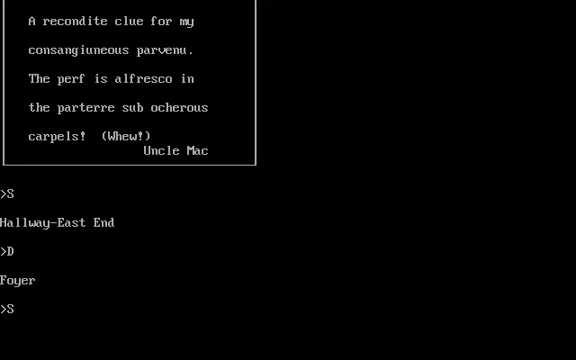 A recondite clue for my
consangiuneous parvenu.
The perf is alfresco in
the parterre sub ocherous
carpels!  (Whew!)
Uncle Mac
>S
Hallway-East End
>D
Foyer
>S